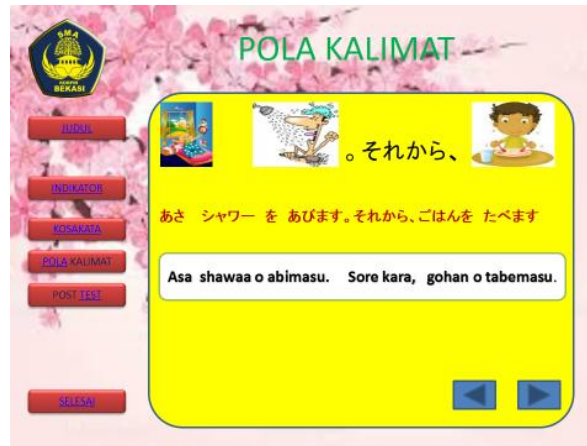 POLA KALIMAT
SMA
BEKASI
JUDUL
INDIKATOR
KOSAKATA
POLA KALIMAT
POST TEST
SELESAI
。それから、
あさ シャワー を あびます。それから、ごはんを たべます
Asa shawaa o abimasu. Sore kara, gohan o tabemasu.